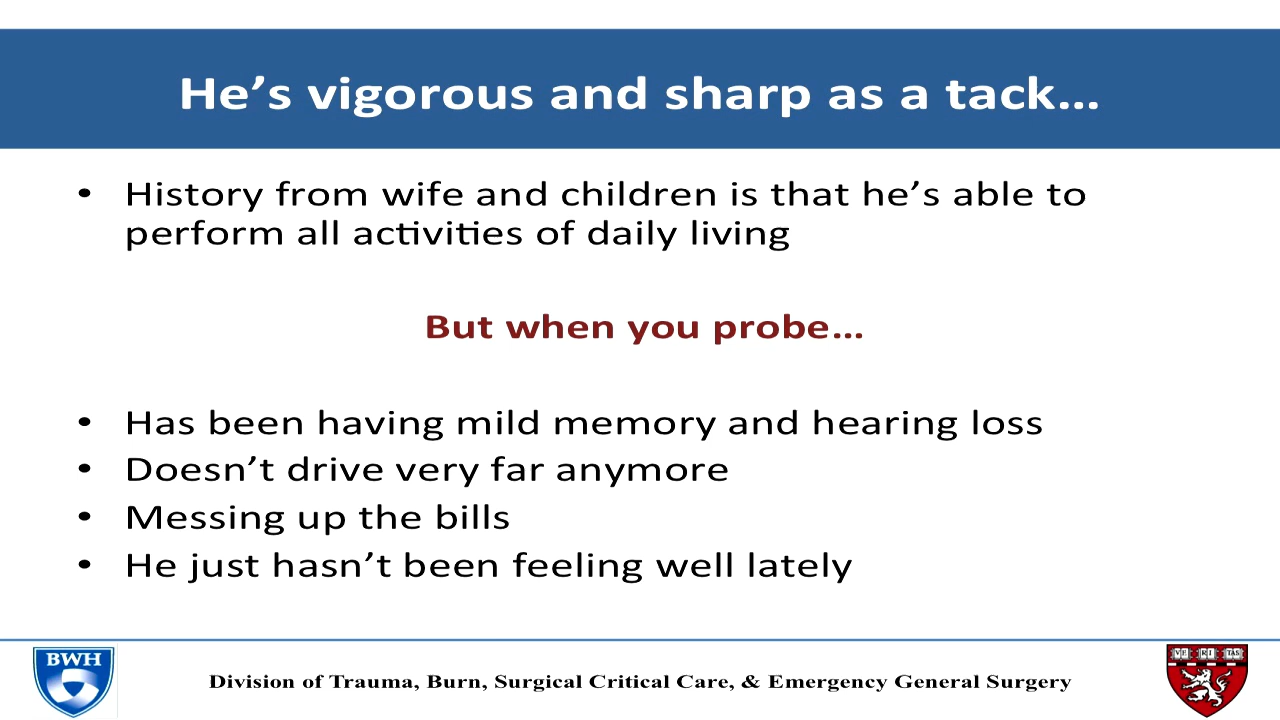 He’s vigorous and sharp as a tack...
• History from wife and children is that he’s able to
perform all activities of daily living
But when you probe...
• Has been having mild memory and hearing loss
• Doesn’t drive very far anymore
• Messing up the bills
• He just hasn’t been feeling well lately
BWH
Division of Trauma, Burn, Surgical Critical Care, & Emergency General Surgery
VE RI TAS